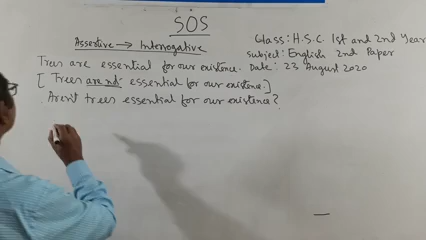 SOS
Assertive → Interrogative
Class: H.S.C. 1st and 2nd Year
Subject: English 2nd Paper
Date: 23 August 2020
Trees are essential for our existence.
[ Trees are not essential for our existence.]
Aren't trees essential for our existence?